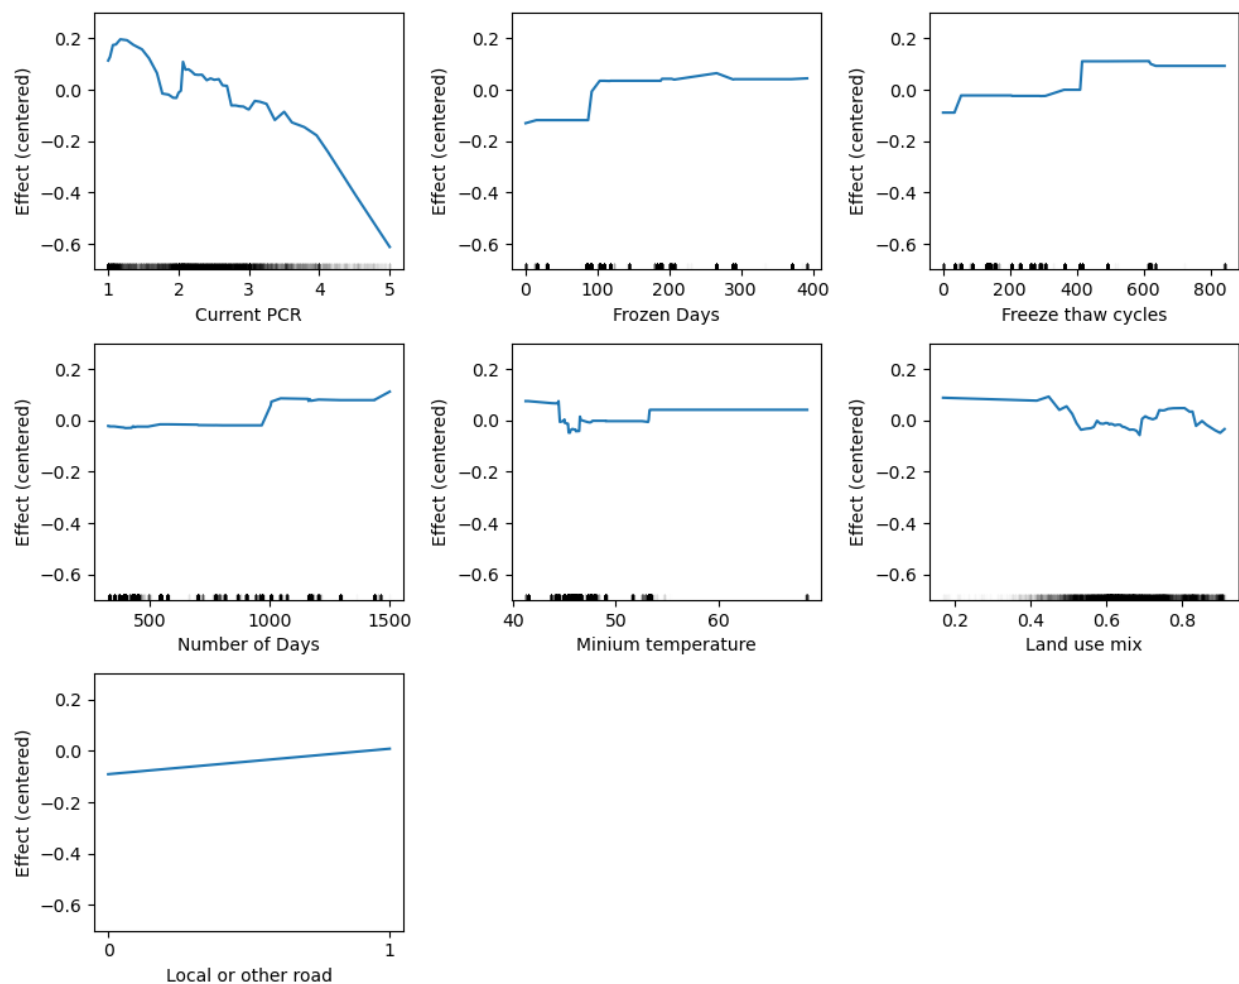 Effect (centered)
0.2
0.0
−0.2
−0.4
−0.6
1 2 3 4 5
Current PCR
Effect (centered)
0.2
0.0
−0.2
−0.4
−0.6
0 100 200 300 400
Frozen Days
Effect (centered)
0.2
0.0
−0.2
−0.4
−0.6
0 200 400 600 800
Freeze thaw cycles
Effect (centered)
0.2
0.0
−0.2
−0.4
−0.6
500 1000 1500
Number of Days
Effect (centered)
0.2
0.0
−0.2
−0.4
−0.6
40 50 60
Minium temperature
Effect (centered)
0.2
0.0
−0.2
−0.4
−0.6
0.2 0.4 0.6 0.8
Land use mix
Effect (centered)
0.2
0.0
−0.2
−0.4
−0.6
0 1
Local or other road